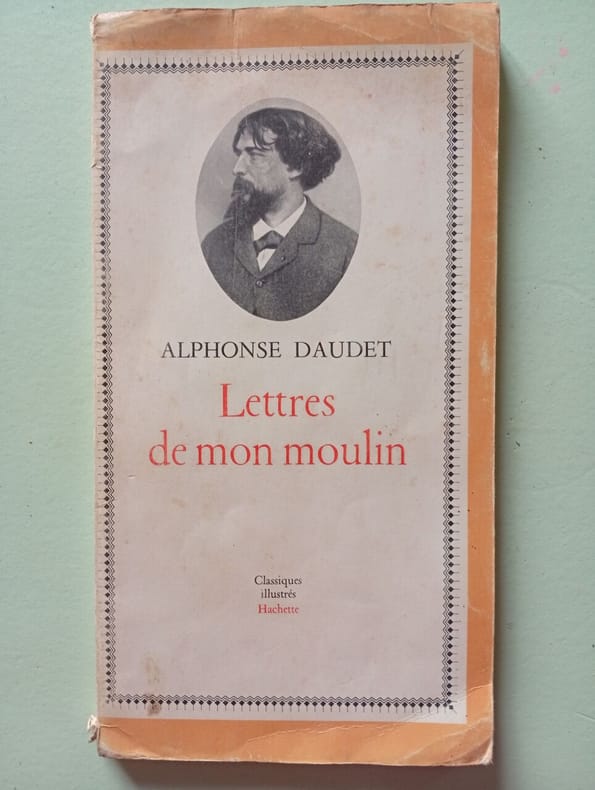 ALPHONSE DAUDET
Lettres
de mon moulin
Classiques
illustrés
Hachette